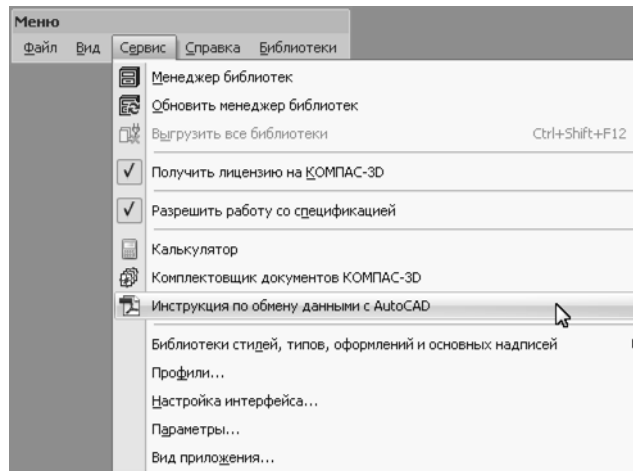 Меню
Файл Вид Сервис Справка Библиотеки
Менеджер библиотек
Обновить менеджер библиотек
Выгрузить все библиотеки Ctrl+Shift+F12
Получить лицензию на КОМПАС-3D
Разрешить работу со спецификацией
Калькулятор
Комплектовщик документов КОМПАС-3D
Инструкция по обмену данными с AutoCAD
Библиотеки стилей, типов, оформлений и основных надписей
Профили...
Настройка интерфейса...
Параметры...
Вид приложения...